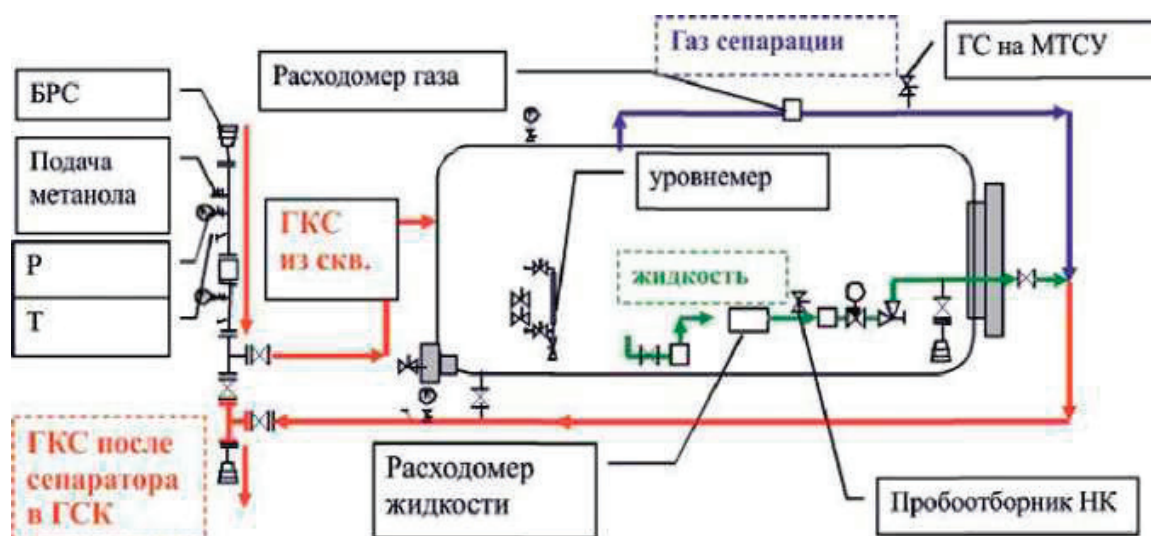 Газ сепарации
ГС на МТСУ
Расходомер газа
БРС
Подача
метанола
уровнемер
ГКС
из скв.
Р
жидкость
Т
ГКС после
сепаратора
в ГСК
Расходомер
жидкости
Пробоотборник НК